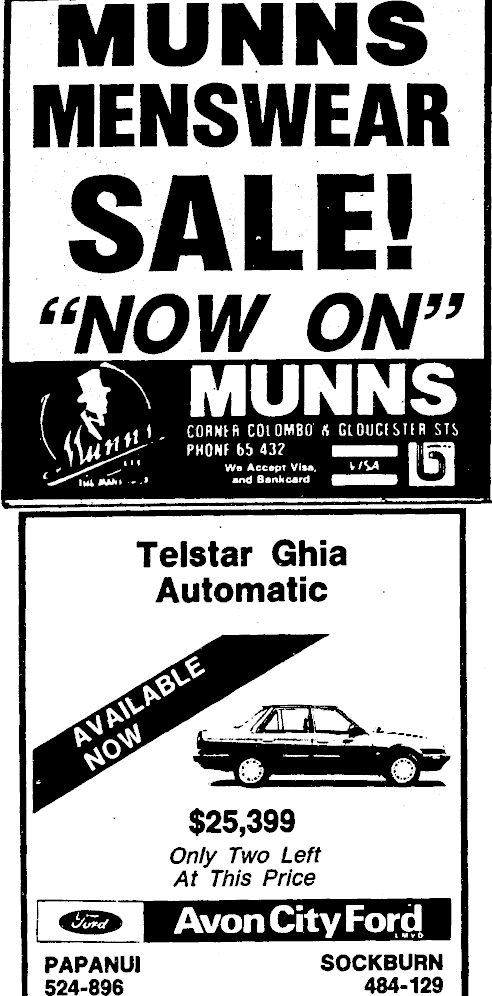 MUNNS
MENSWEAR
SALE!
“NOW ON”
Munns
MUNNS
CORNER COLOMBO & GLOUCESTER STS
PHONE 65 432
We Accept Visa,
and Bankcard
VISA
Telstar Ghia
Automatic
AVAILABLE
NOW
$25,399
Only Two Left
At This Price
Ford
Avon City Ford
LMVD
PAPANUI
524-896
SOCKBURN
484-129